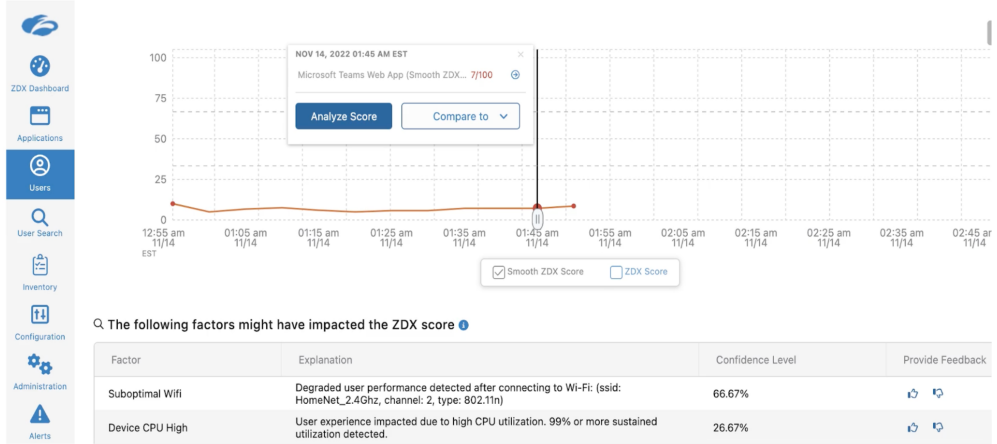 ZDX Dashboard
Applications
Users
User Search
Inventory
Configuration
Administration
Alerts
100
75
50
25
0
NOV 14, 2022 01:45 AM EST
Microsoft Teams Web App (Smooth ZDX... 7/100
Analyze Score
Compare to
12:55 am 01:05 am 01:15 am 01:25 am 01:35 am 01:45 am 01:55 am 02:05 am 02:15 am 02:25 am 02:35 am 02:45 am
11/14 11/14 11/14 11/14 11/14 11/14 11/14 11/14 11/14 11/14 11/14 11/14
EST
Smooth ZDX Score ZDX Score
The following factors might have impacted the ZDX score
Factor Explanation Confidence Level Provide Feedback
Suboptimal Wifi Degraded user performance detected after connecting to Wi-Fi: (ssid: 66.67%
HomeNet_2.4Ghz, channel: 2, type: 802.11n)
Device CPU High User experience impacted due to high CPU utilization. 99% or more sustained 26.67%
utilization detected.